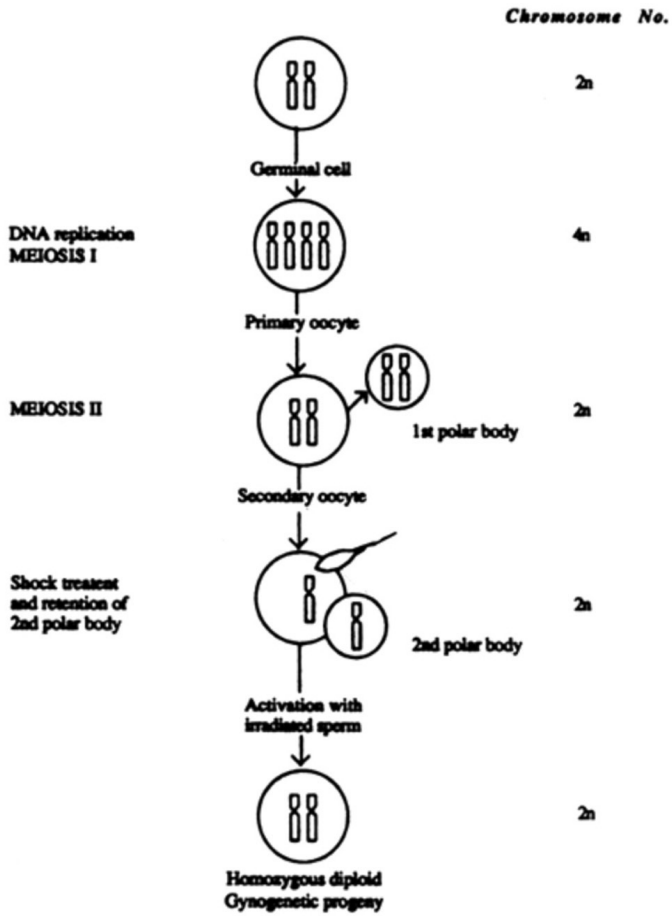 Chromosome No.
2n
Germinal cell
DNA replication
MEIOSIS I
4n
Primary oocyte
MEIOSIS II
2n
1st polar body
Secondary oocyte
Shock treatent
and retention of
2nd polar body
2n
2nd polar body
Activation with
irradiated sperm
2n
Homozygous diploid
Gynogenetic progeny